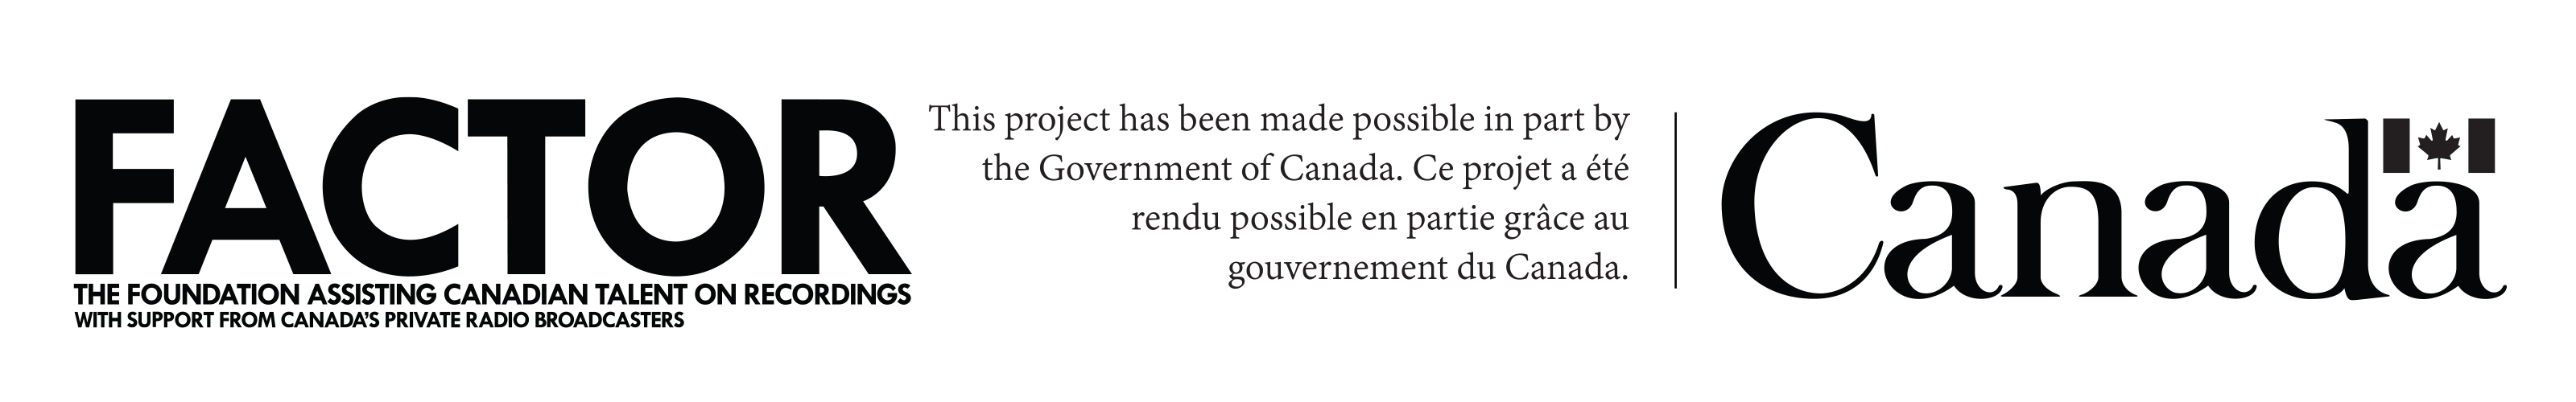 FACTOR
THE FOUNDATION ASSISTING CANADIAN TALENT ON RECORDINGS
WITH SUPPORT FROM CANADA'S PRIVATE RADIO BROADCASTERS
This project has been made possible in part by
the Government of Canada. Ce projet a été
rendu possible en partie grâce au
gouvernement du Canada.
Canada